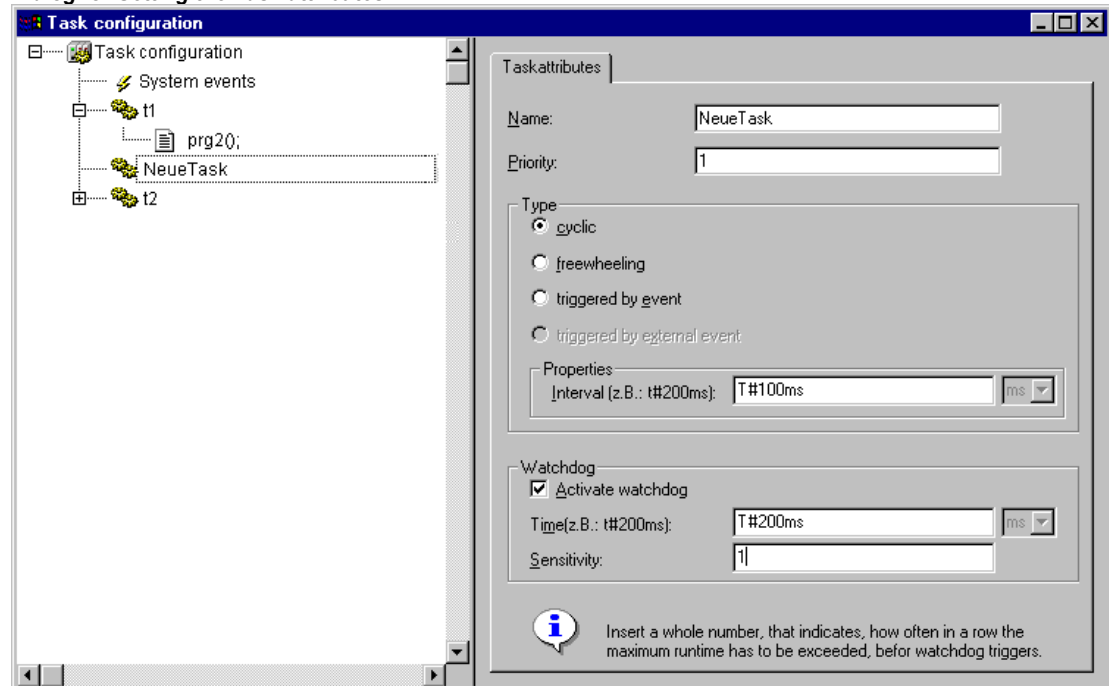 Task configuration
Task configuration
System events
t1
prg2();
NeueTask
t2
Taskattributes
Name: NeueTask
Priority: 1
Type
cyclic
freewheeling
triggered by event
triggered by external event
Properties
Interval (z.B.: t#200ms): T#100ms ms
Watchdog
Activate watchdog
Time(z.B.: t#200ms): T#200ms ms
Sensitivity: 1
Insert a whole number, that indicates, how often in a row the
maximum runtime has to be exceeded, befor watchdog triggers.